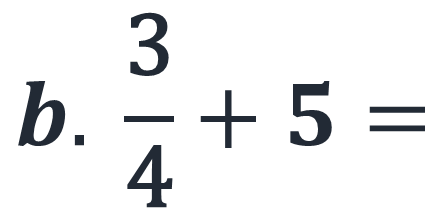 b. 3/4 + 5 =